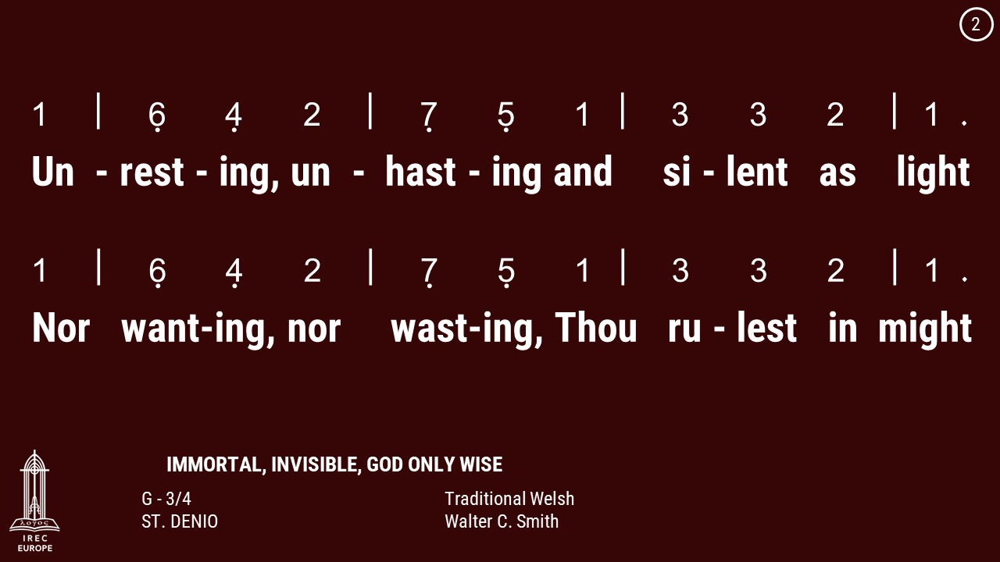 2
1 | 6̣ 4̣ 2 | 7̣ 5̣ 1 | 3 3 2 | 1 .
Un - rest - ing, un - hast - ing and si - lent as light
1 | 6̣ 4̣ 2 | 7̣ 5̣ 1 | 3 3 2 | 1 .
Nor want-ing, nor wast-ing, Thou ru - lest in might
IMMORTAL, INVISIBLE, GOD ONLY WISE
G - 3/4 Traditional Welsh
ST. DENIO Walter C. Smith
λογος
IREC
EUROPE